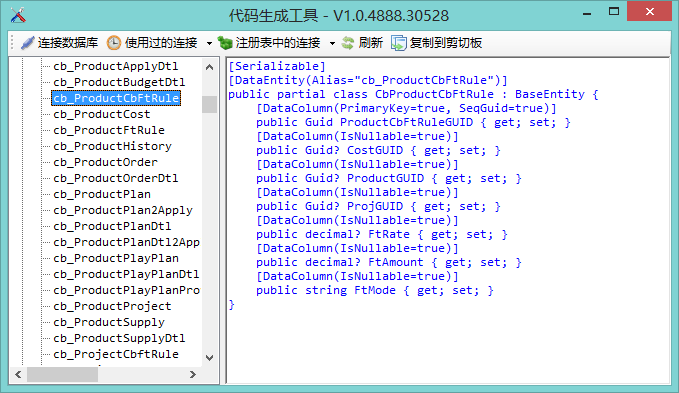 代码生成工具 - V1.0.4888.30528
连接数据库 使用过的连接 注册表中的连接 刷新 复制到剪切板
cb_ProductApplyDtl
cb_ProductBudgetDtl
cb_ProductCbFtRule
cb_ProductCost
cb_ProductFtRule
cb_ProductHistory
cb_ProductOrder
cb_ProductOrderDtl
cb_ProductPlan
cb_ProductPlan2Apply
cb_ProductPlanDtl
cb_ProductPlanDtl2App
cb_ProductPlayPlan
cb_ProductPlayPlanDtl
cb_ProductPlayPlanPro
cb_ProductProject
cb_ProductSupply
cb_ProductSupplyDtl
cb_ProjectCbftRule
[Serializable]
[DataEntity(Alias="cb_ProductCbFtRule")]
public partial class CbProductCbFtRule : BaseEntity {
[DataColumn(PrimaryKey=true, SeqGuid=true)]
public Guid ProductCbFtRuleGUID { get; set; }
[DataColumn(IsNullable=true)]
public Guid? CostGUID { get; set; }
[DataColumn(IsNullable=true)]
public Guid? ProductGUID { get; set; }
[DataColumn(IsNullable=true)]
public Guid? ProjGUID { get; set; }
[DataColumn(IsNullable=true)]
public decimal? FtRate { get; set; }
[DataColumn(IsNullable=true)]
public decimal? FtAmount { get; set; }
[DataColumn(IsNullable=true)]
public string FtMode { get; set; }
}